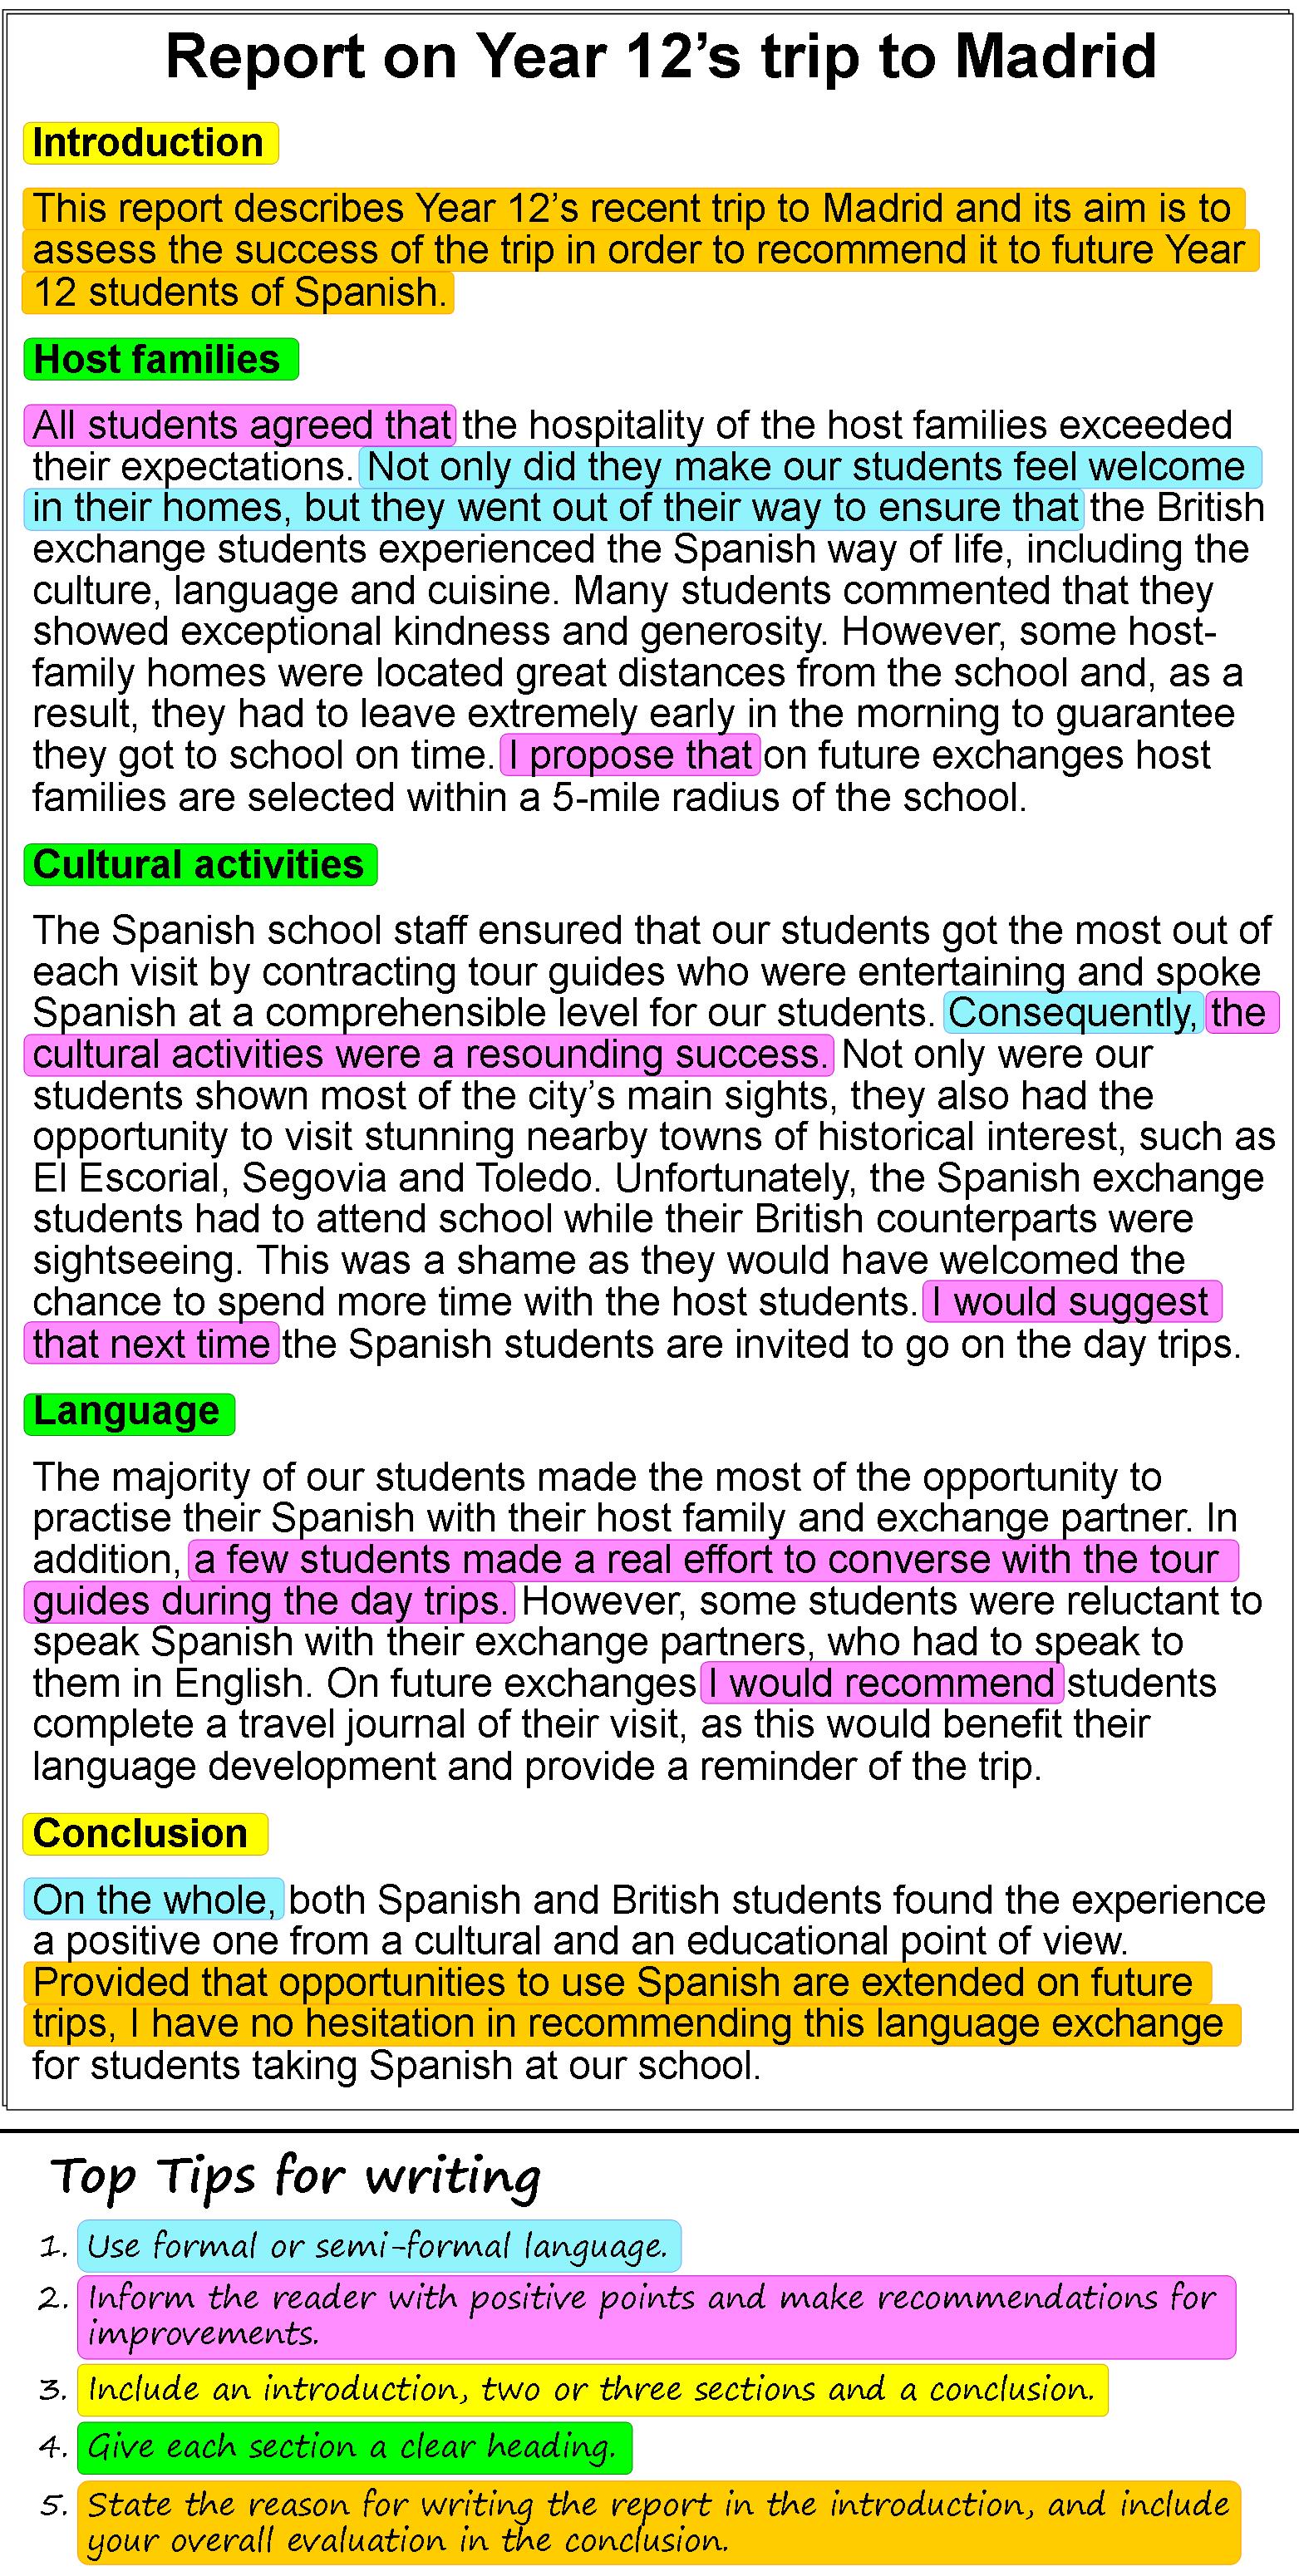 Report on Year 12’s trip to Madrid
Introduction
This report describes Year 12’s recent trip to Madrid and its aim is to
assess the success of the trip in order to recommend it to future Year
12 students of Spanish.
Host families
All students agreed that the hospitality of the host families exceeded
their expectations. Not only did they make our students feel welcome
in their homes, but they went out of their way to ensure that the British
exchange students experienced the Spanish way of life, including the
culture, language and cuisine. Many students commented that they
showed exceptional kindness and generosity. However, some host-
family homes were located great distances from the school and, as a
result, they had to leave extremely early in the morning to guarantee
they got to school on time. I propose that on future exchanges host
families are selected within a 5-mile radius of the school.
Cultural activities
The Spanish school staff ensured that our students got the most out of
each visit by contracting tour guides who were entertaining and spoke
Spanish at a comprehensible level for our students. Consequently, the
cultural activities were a resounding success. Not only were our
students shown most of the city’s main sights, they also had the
opportunity to visit stunning nearby towns of historical interest, such as
El Escorial, Segovia and Toledo. Unfortunately, the Spanish exchange
students had to attend school while their British counterparts were
sightseeing. This was a shame as they would have welcomed the
chance to spend more time with the host students. I would suggest
that next time the Spanish students are invited to go on the day trips.
Language
The majority of our students made the most of the opportunity to
practise their Spanish with their host family and exchange partner. In
addition, a few students made a real effort to converse with the tour
guides during the day trips. However, some students were reluctant to
speak Spanish with their exchange partners, who had to speak to
them in English. On future exchanges I would recommend students
complete a travel journal of their visit, as this would benefit their
language development and provide a reminder of the trip.
Conclusion
On the whole, both Spanish and British students found the experience
a positive one from a cultural and an educational point of view.
Provided that opportunities to use Spanish are extended on future
trips, I have no hesitation in recommending this language exchange
for students taking Spanish at our school.
Top Tips for writing
1. Use formal or semi-formal language.
2. Inform the reader with positive points and make recommendations for
improvements.
3. Include an introduction, two or three sections and a conclusion.
4. Give each section a clear heading.
5. State the reason for writing the report in the introduction, and include
your overall evaluation in the conclusion.